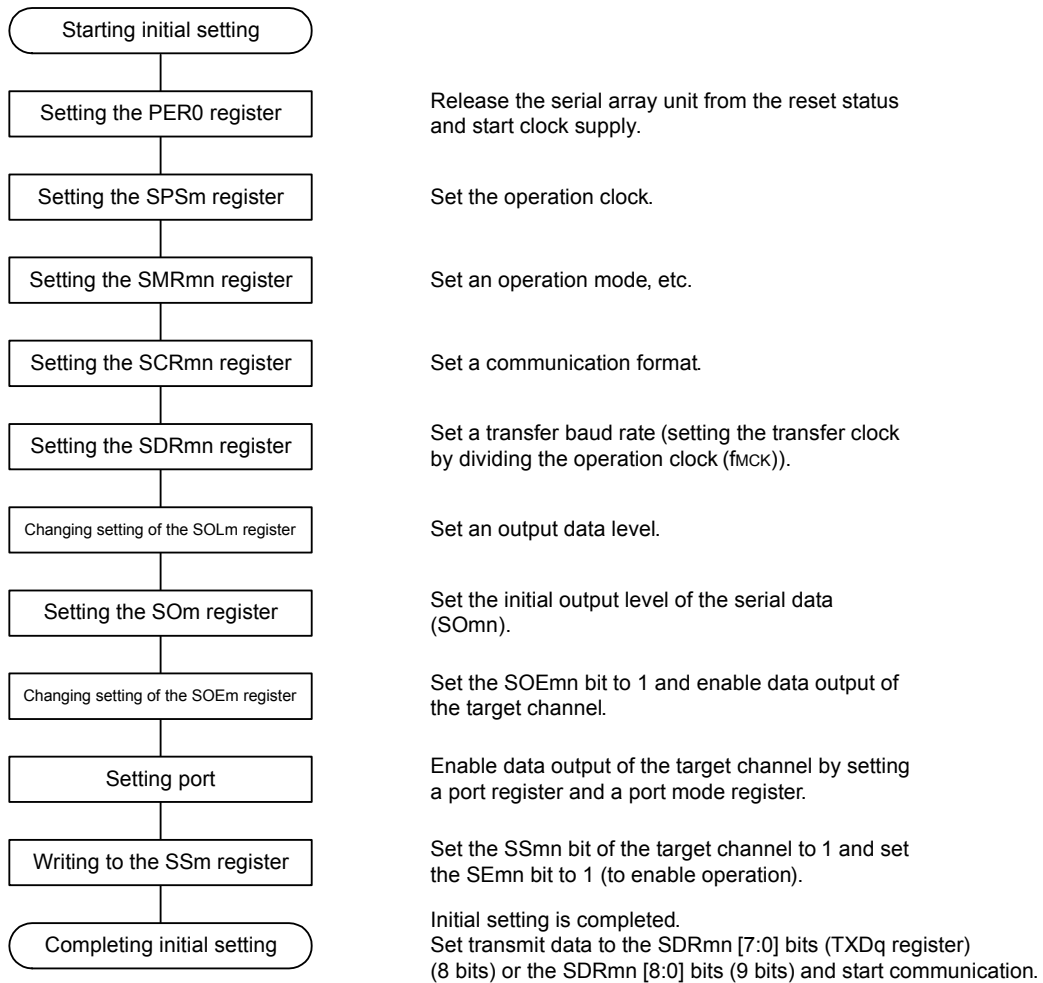 Starting initial setting
Setting the PER0 register
Release the serial array unit from the reset status
and start clock supply.
Setting the SPSm register
Set the operation clock.
Setting the SMRmn register
Set an operation mode, etc.
Setting the SCRmn register
Set a communication format.
Setting the SDRmn register
Set a transfer baud rate (setting the transfer clock
by dividing the operation clock (fMCK)).
Changing setting of the SOLm register
Set an output data level.
Setting the SOm register
Set the initial output level of the serial data
(SOmn).
Changing setting of the SOEm register
Set the SOEmn bit to 1 and enable data output of
the target channel.
Setting port
Enable data output of the target channel by setting
a port register and a port mode register.
Writing to the SSm register
Set the SSmn bit of the target channel to 1 and set
the SEmn bit to 1 (to enable operation).
Completing initial setting
Initial setting is completed.
Set transmit data to the SDRmn [7:0] bits (TXDq register)
(8 bits) or the SDRmn [8:0] bits (9 bits) and start communication.